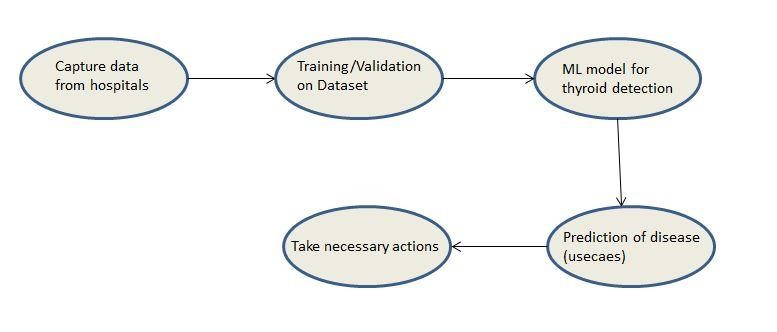 Capture data
from hospitals
Training/Validation
on Dataset
ML model for
thyroid detection
Prediction of disease
(usecaes)
Take necessary actions